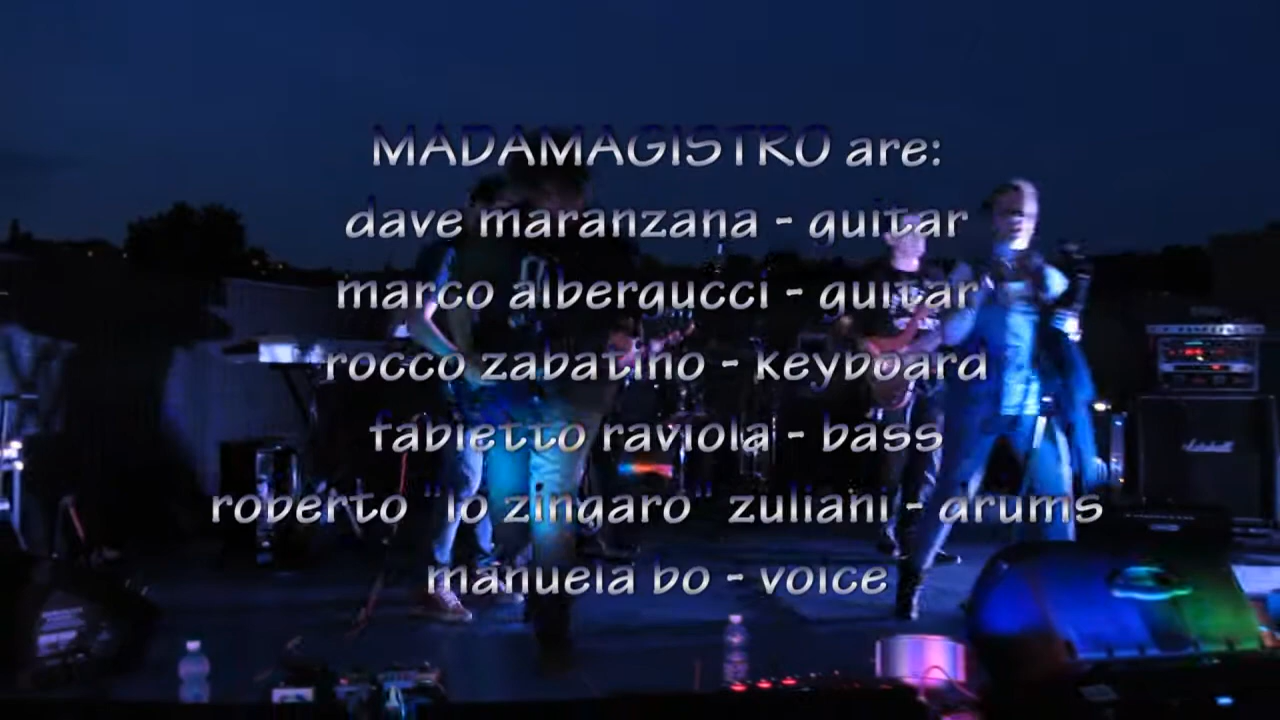 MADAMAGISTRO are:
dave maranzana - guitar
marco albergucci - guitar
rocco zabatino - keyboard
fabietto raviola - bass
roberto "lo zingaro" zuliani - drums
manuela bo - voice
Marshall